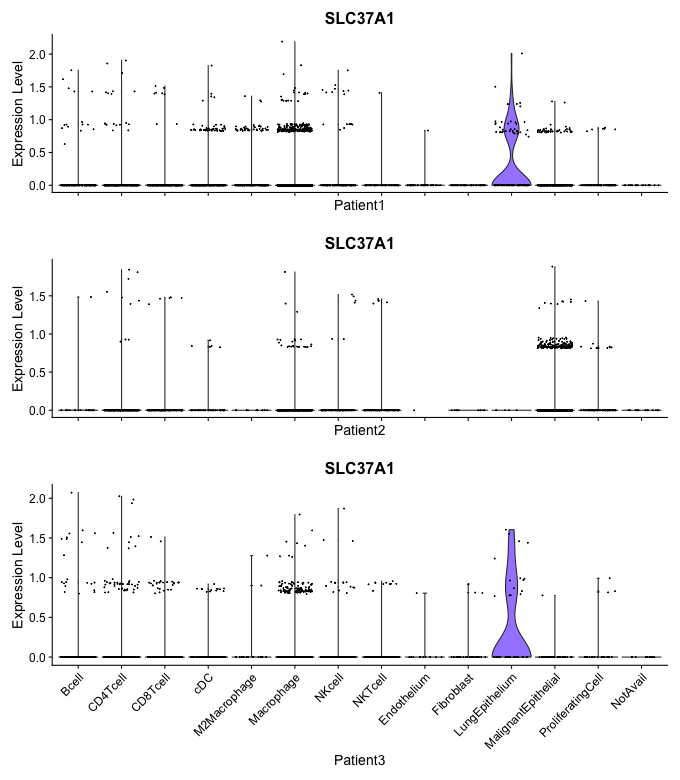 SLC37A1
Expression Level
2.0
1.5
1.0
0.5
0.0
Patient1
SLC37A1
Expression Level
1.5
1.0
0.5
0.0
Patient2
SLC37A1
Expression Level
2.0
1.5
1.0
0.5
0.0
Bcell
CD4Tcell
CD8Tcell
cDC
M2Macrophage
Macrophage
NKcell
NKTcell
Endothelium
Fibroblast
LungEpithelium
MalignantEpithelial
ProliferatingCell
NotAvail
Patient3